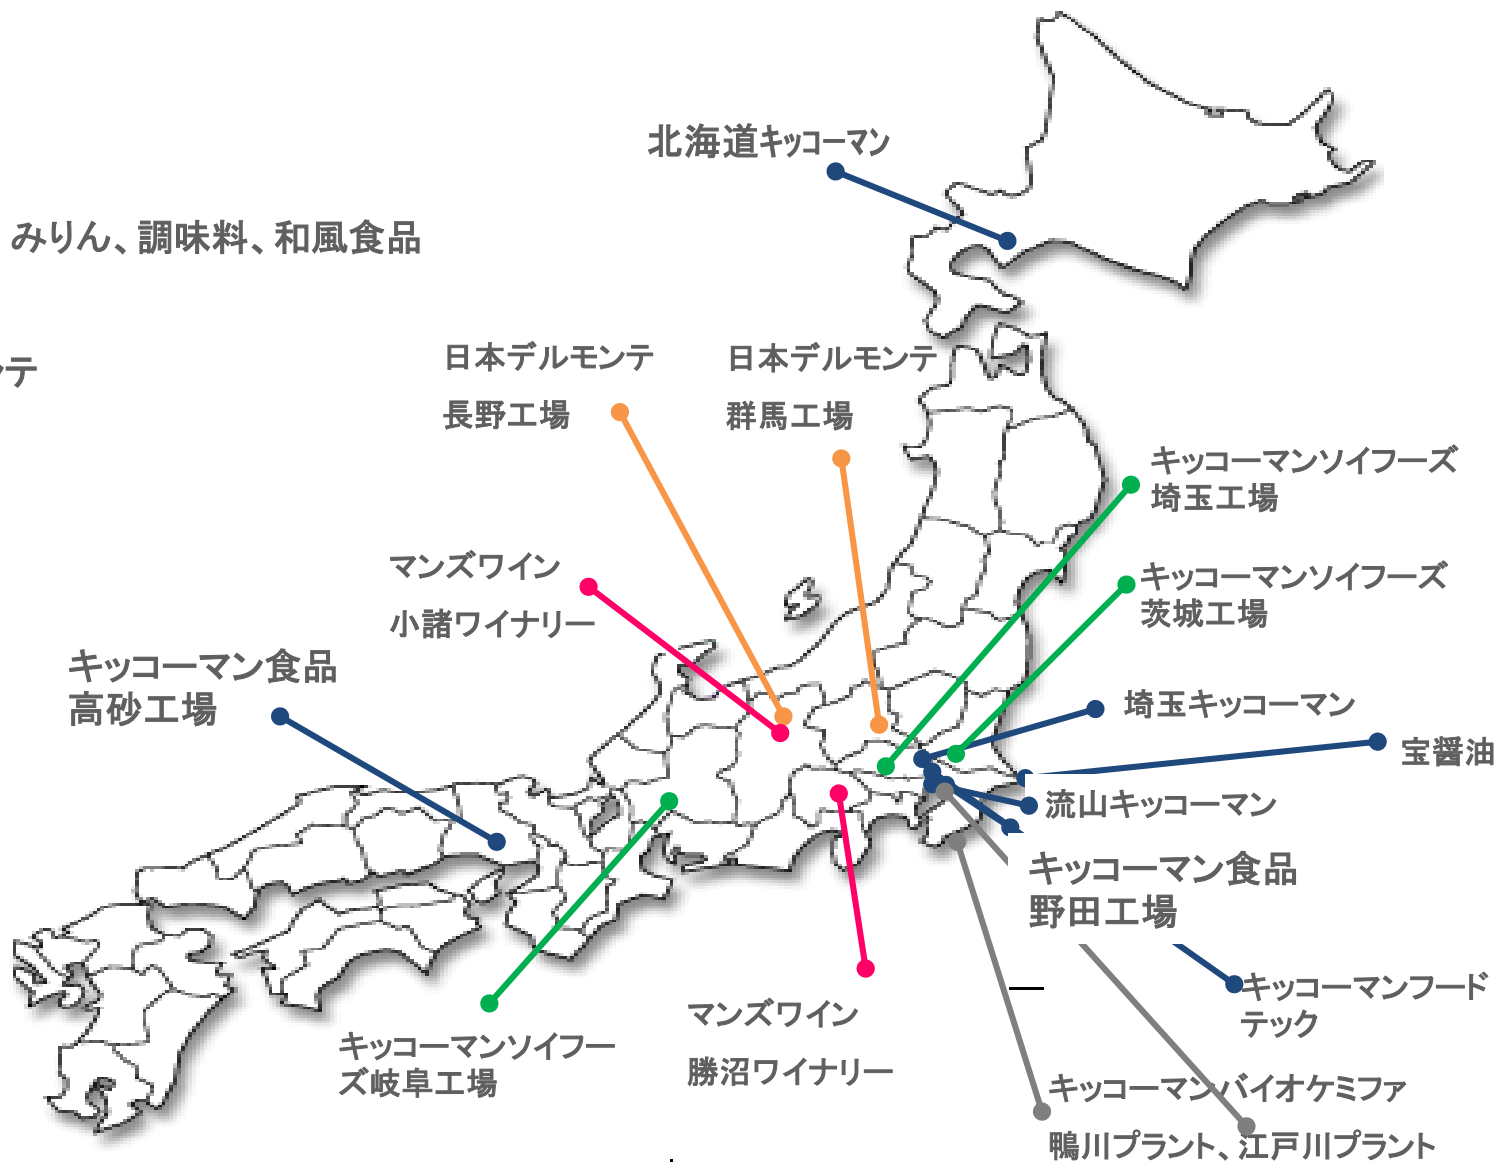 北海道キッコーマン
みりん、調味料、和風食品
テ
日本デルモンテ
長野工場
日本デルモンテ
群馬工場
キッコーマンソイフーズ
埼玉工場
マンズワイン
小諸ワイナリー
キッコーマンソイフーズ
茨城工場
キッコーマン食品
高砂工場
埼玉キッコーマン
宝醤油
流山キッコーマン
キッコーマン食品
野田工場
キッコーマンフード
テック
マンズワイン
勝沼ワイナリー
キッコーマンソイフー
ズ岐阜工場
キッコーマンバイオケミファ
鴨川プラント、江戸川プラント